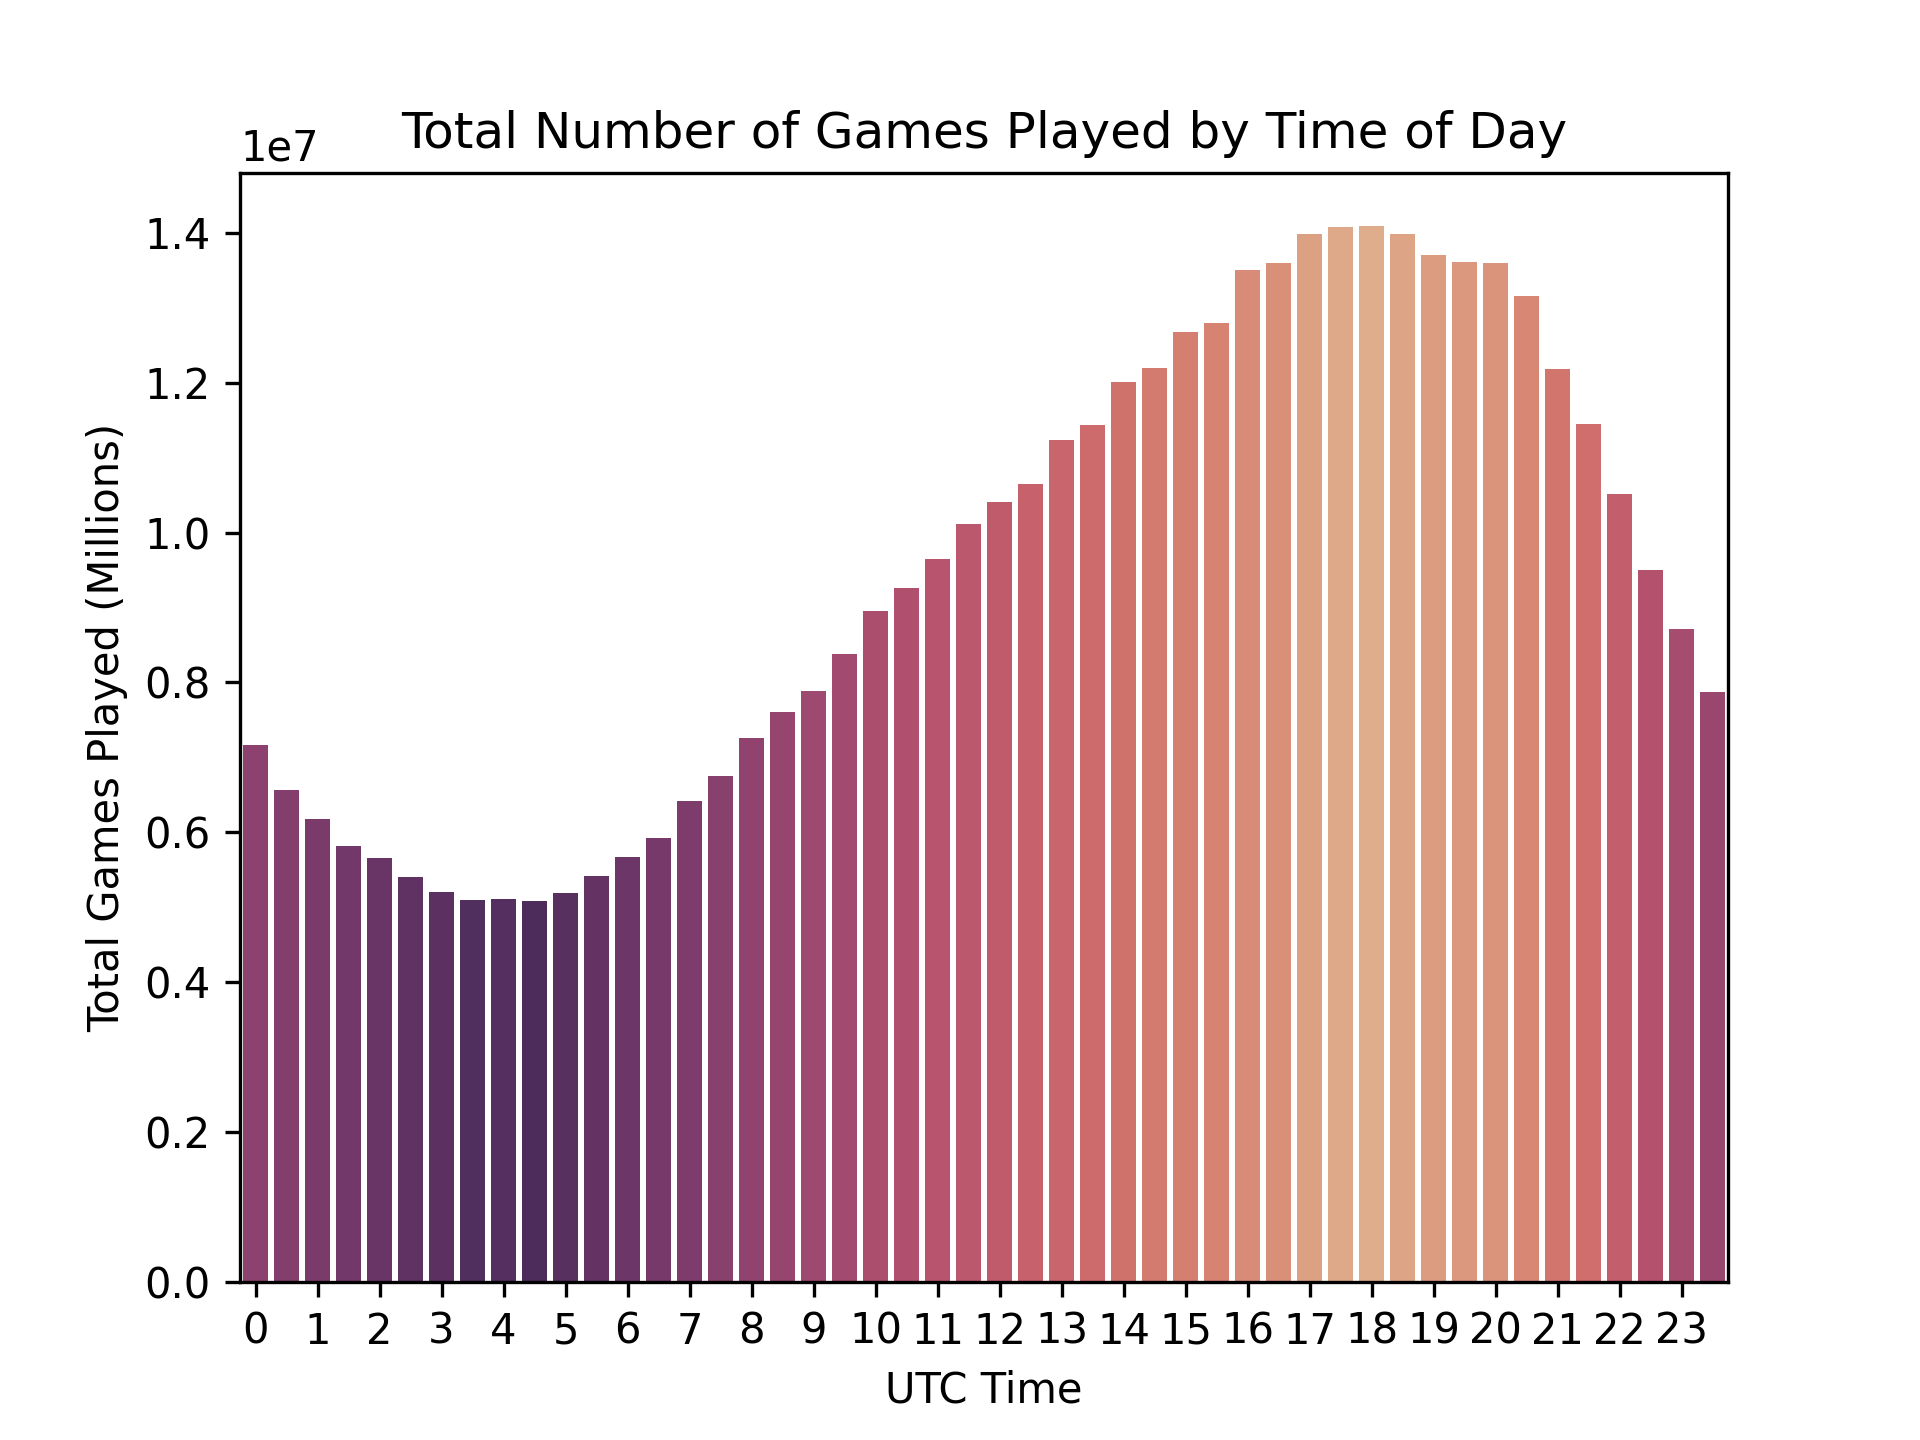 Total Number of Games Played by Time of Day
1e7
Total Games Played (Millions)
1.4
1.2
1.0
0.8
0.6
0.4
0.2
0.0
0 1 2 3 4 5 6 7 8 9 10 11 12 13 14 15 16 17 18 19 20 21 22 23
UTC Time